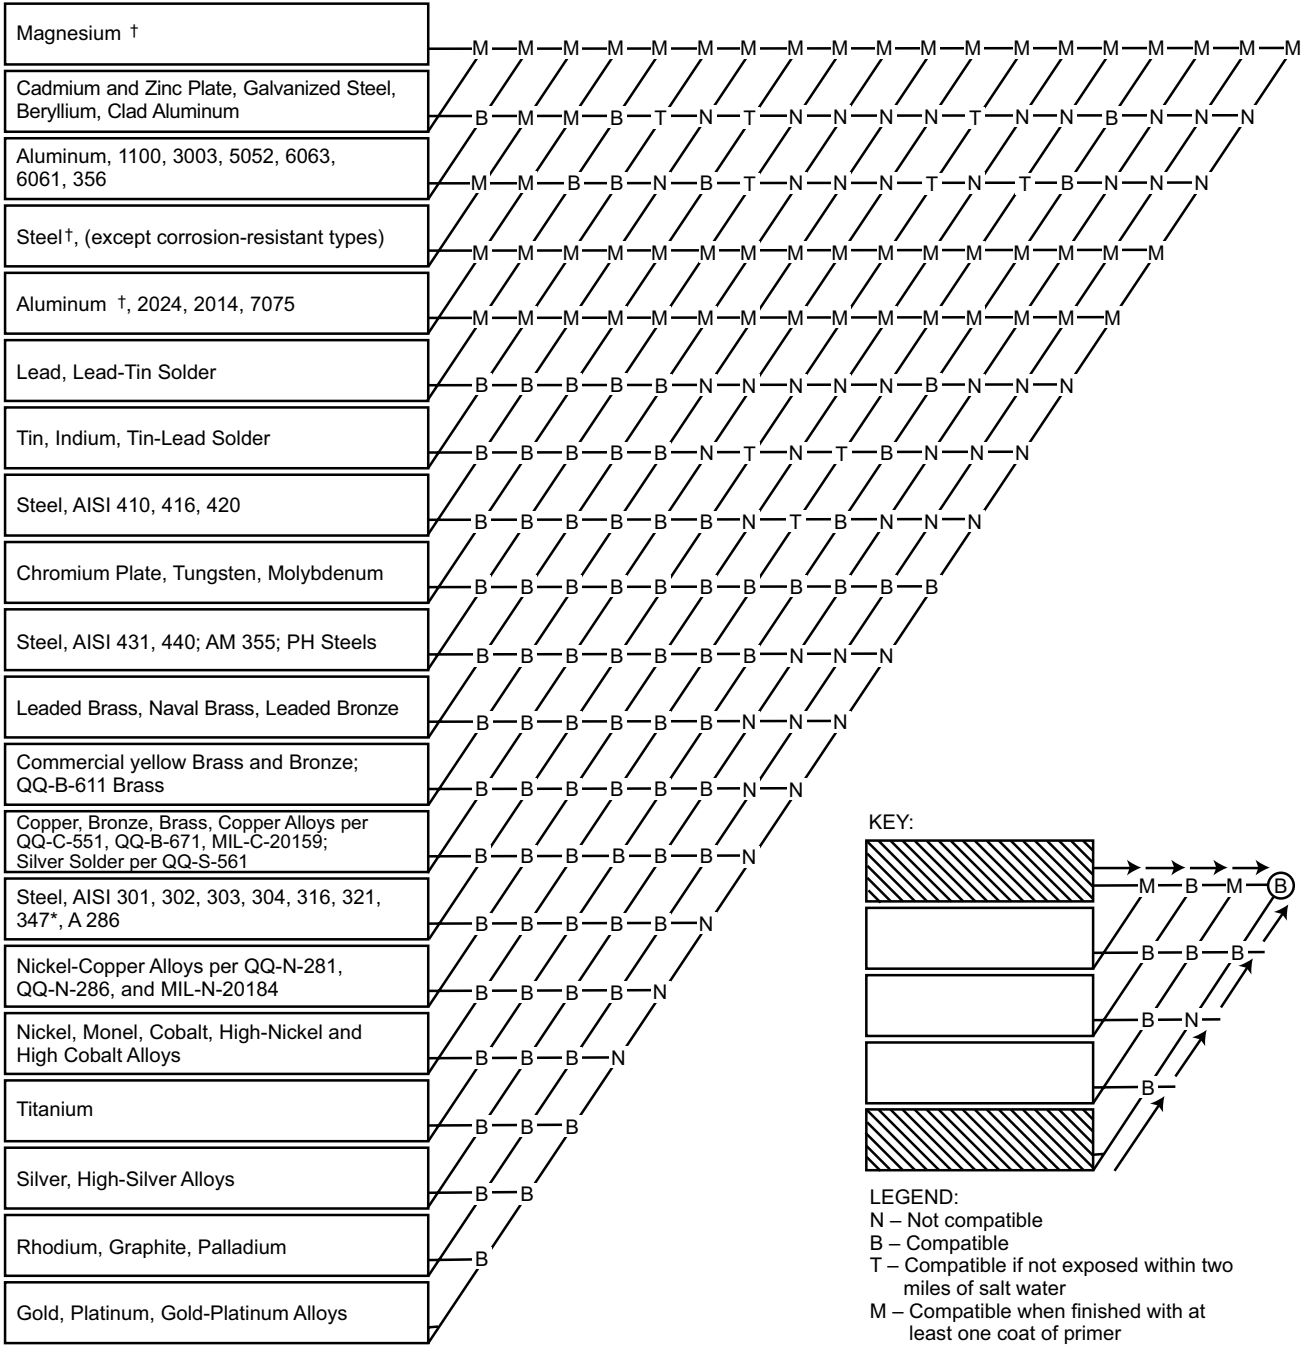 Magnesium †
M M M M M M M M M M M M M M M M M M M
Cadmium and Zinc Plate, Galvanized Steel,
Beryllium, Clad Aluminum
B M M B T N T N N N N T N N B N N N
Aluminum, 1100, 3003, 5052, 6063,
6061, 356
M M B B N B T N N N T N T B N N N
Steel†, (except corrosion-resistant types)
M M M M M M M M M M M M M M M M
Aluminum †, 2024, 2014, 7075
M M M M M M M M M M M M M M M
Lead, Lead-Tin Solder
B B B B B N N N N N B N N N
Tin, Indium, Tin-Lead Solder
B B B B B N T N T B N N N
Steel, AISI 410, 416, 420
B B B B B B N T B N N N
Chromium Plate, Tungsten, Molybdenum
B B B B B B B B B B B
Steel, AISI 431, 440; AM 355; PH Steels
B B B B B B B N N N
Leaded Brass, Naval Brass, Leaded Bronze
B B B B B B N N N
Commercial yellow Brass and Bronze;
QQ-B-611 Brass
B B B B B B N N
Copper, Bronze, Brass, Copper Alloys per
QQ-C-551, QQ-B-671, MIL-C-20159;
Silver Solder per QQ-S-561
B B B B B B N
Steel, AISI 301, 302, 303, 304, 316, 321,
347*, A 286
B B B B B N
Nickel-Copper Alloys per QQ-N-281,
QQ-N-286, and MIL-N-20184
B B B B N
Nickel, Monel, Cobalt, High-Nickel and
High Cobalt Alloys
B B B N
Titanium
B B B
Silver, High-Silver Alloys
B B
Rhodium, Graphite, Palladium
B
Gold, Platinum, Gold-Platinum Alloys
KEY:
M B M B
B B B
B N
B
LEGEND:
N – Not compatible
B – Compatible
T – Compatible if not exposed within two
miles of salt water
M – Compatible when finished with at
least one coat of primer